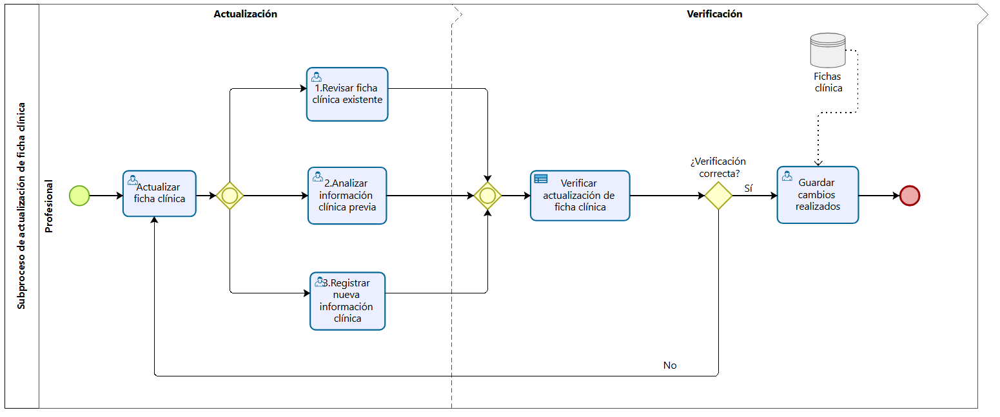 Actualización
Verificación
Subproceso de actualización de ficha clínica
Profesional
Actualizar
ficha clínica
1.Revisar ficha
clínica existente
2.Analizar
información
clínica previa
3.Registrar
nueva
información
clínica
Verificar
actualización de
ficha clínica
¿Verificación
correcta?
Sí
No
Guardar
cambios
realizados
Fichas
clínica